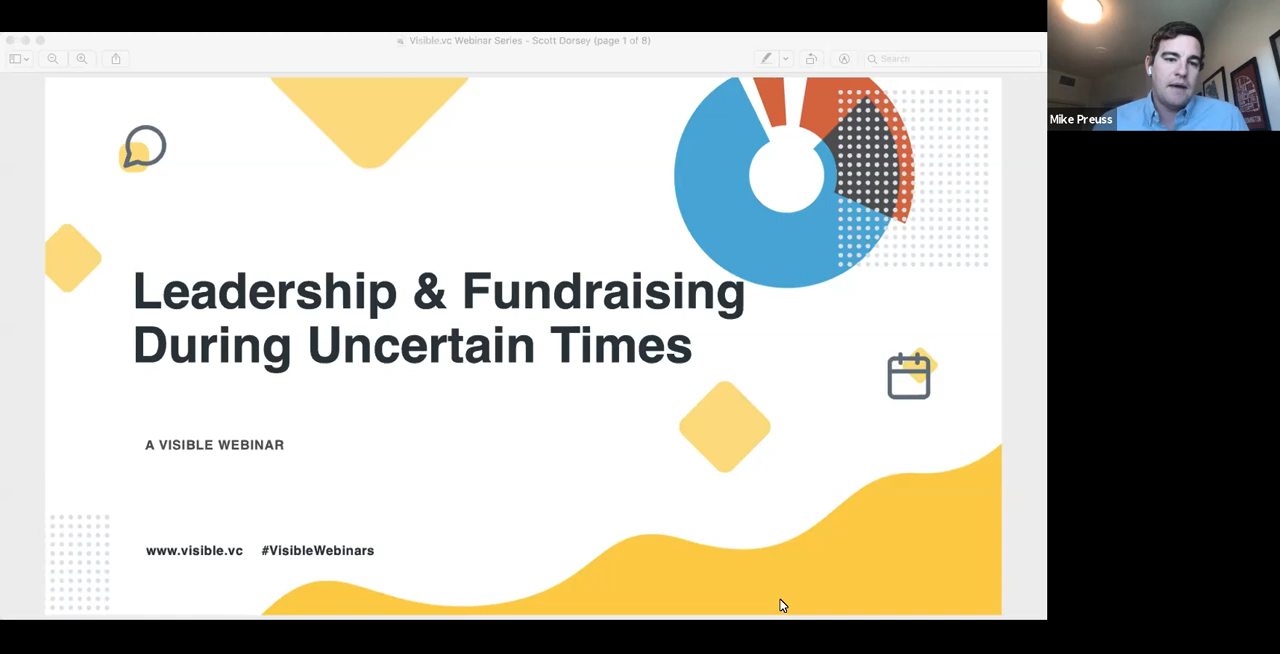 Visible.vc Webinar Series - Scott Dorsey (page 1 of 8)
Search
Mike Preuss
Leadership & Fundraising
During Uncertain Times
A VISIBLE WEBINAR
www.visible.vc #VisibleWebinars